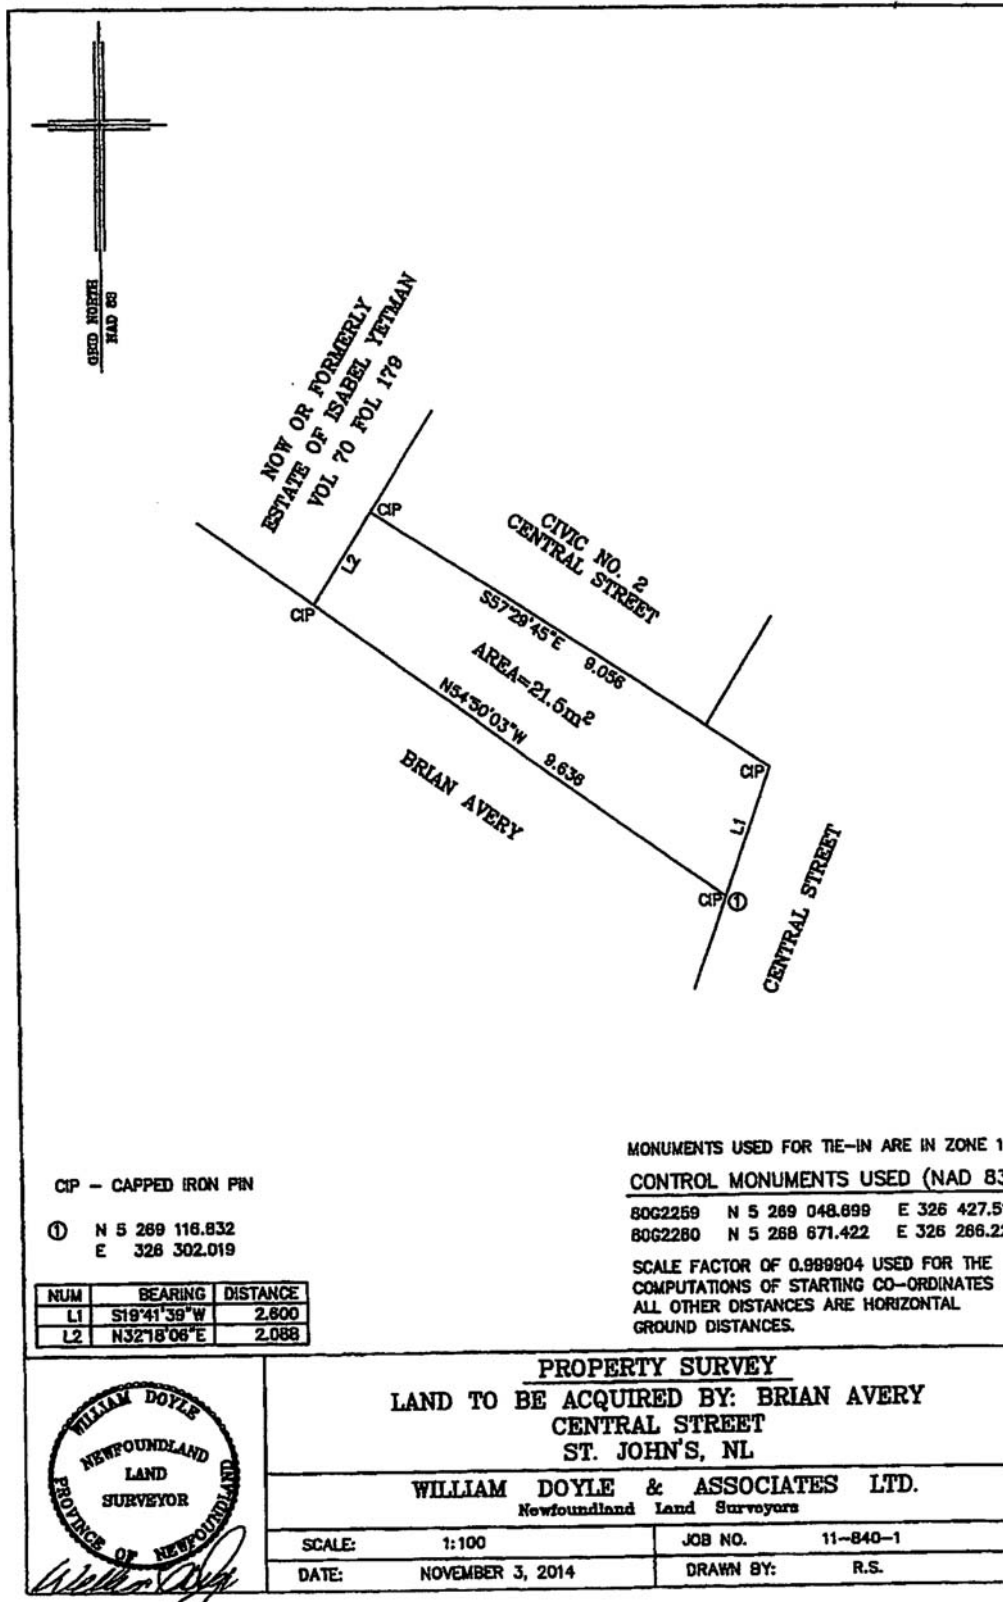 GRID NORTH
NAD 83
NOW OR FORMERLY
ESTATE OF ISABEL YETMAN
VOL 70 FOL 179
CIP
CIVIC NO. 2
CENTRAL STREET
L2
CIP
S57°29'45"E 9.056
AREA=21.5m²
N54°50'03"W 9.636
BRIAN AVERY
CIP
L1
CIP ①
CENTRAL STREET
MONUMENTS USED FOR TIE-IN ARE IN ZONE 1
CIP - CAPPED IRON PIN
CONTROL MONUMENTS USED (NAD 83
① N 5 269 116.832
E 326 302.019
80G2259 N 5 269 048.699 E 326 427.5
80G2260 N 5 268 671.422 E 326 266.2
SCALE FACTOR OF 0.999904 USED FOR THE
COMPUTATIONS OF STARTING CO-ORDINATES
ALL OTHER DISTANCES ARE HORIZONTAL
GROUND DISTANCES.
NUM BEARING DISTANCE
L1 S19°41'39"W 2.600
L2 N32°18'06"E 2.088
WILLIAM DOYLE
NEWFOUNDLAND
LAND
SURVEYOR
PROVINCE OF NEWFOUNDLAND
PROPERTY SURVEY
LAND TO BE ACQUIRED BY: BRIAN AVERY
CENTRAL STREET
ST. JOHN'S, NL
WILLIAM DOYLE & ASSOCIATES LTD.
Newfoundland Land Surveyors
SCALE: 1:100
JOB NO. 11-840-1
DATE: NOVEMBER 3, 2014
DRAWN BY: R.S.